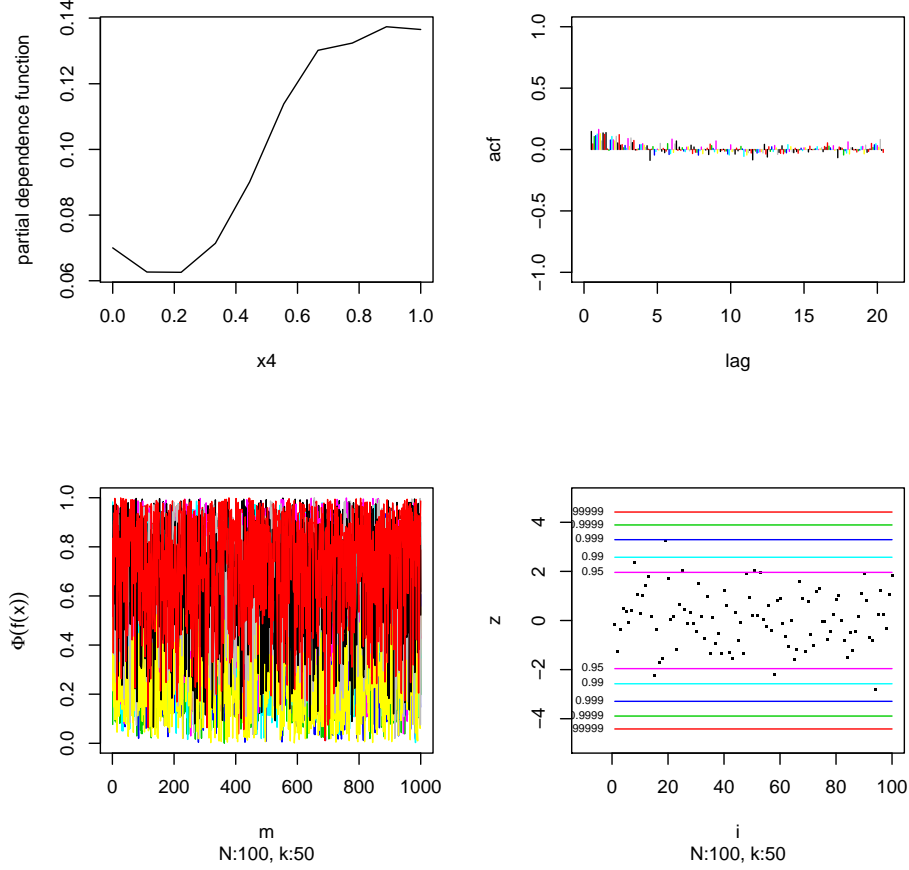 partial dependence function
0.06 0.08 0.10 0.12 0.14
0.0 0.2 0.4 0.6 0.8 1.0
x4
acf
−1.0 −0.5 0.0 0.5 1.0
0 5 10 15 20
lag
Φ(f(x))
0.0 0.2 0.4 0.6 0.8 1.0
0 200 400 600 800 1000
m
N:100, k:50
z
−4 −2 0 2 4
99999
0.9999
0.999
0.99
0.95
0.95
0.99
0.999
0.9999
99999
0 20 40 60 80 100
i
N:100, k:50